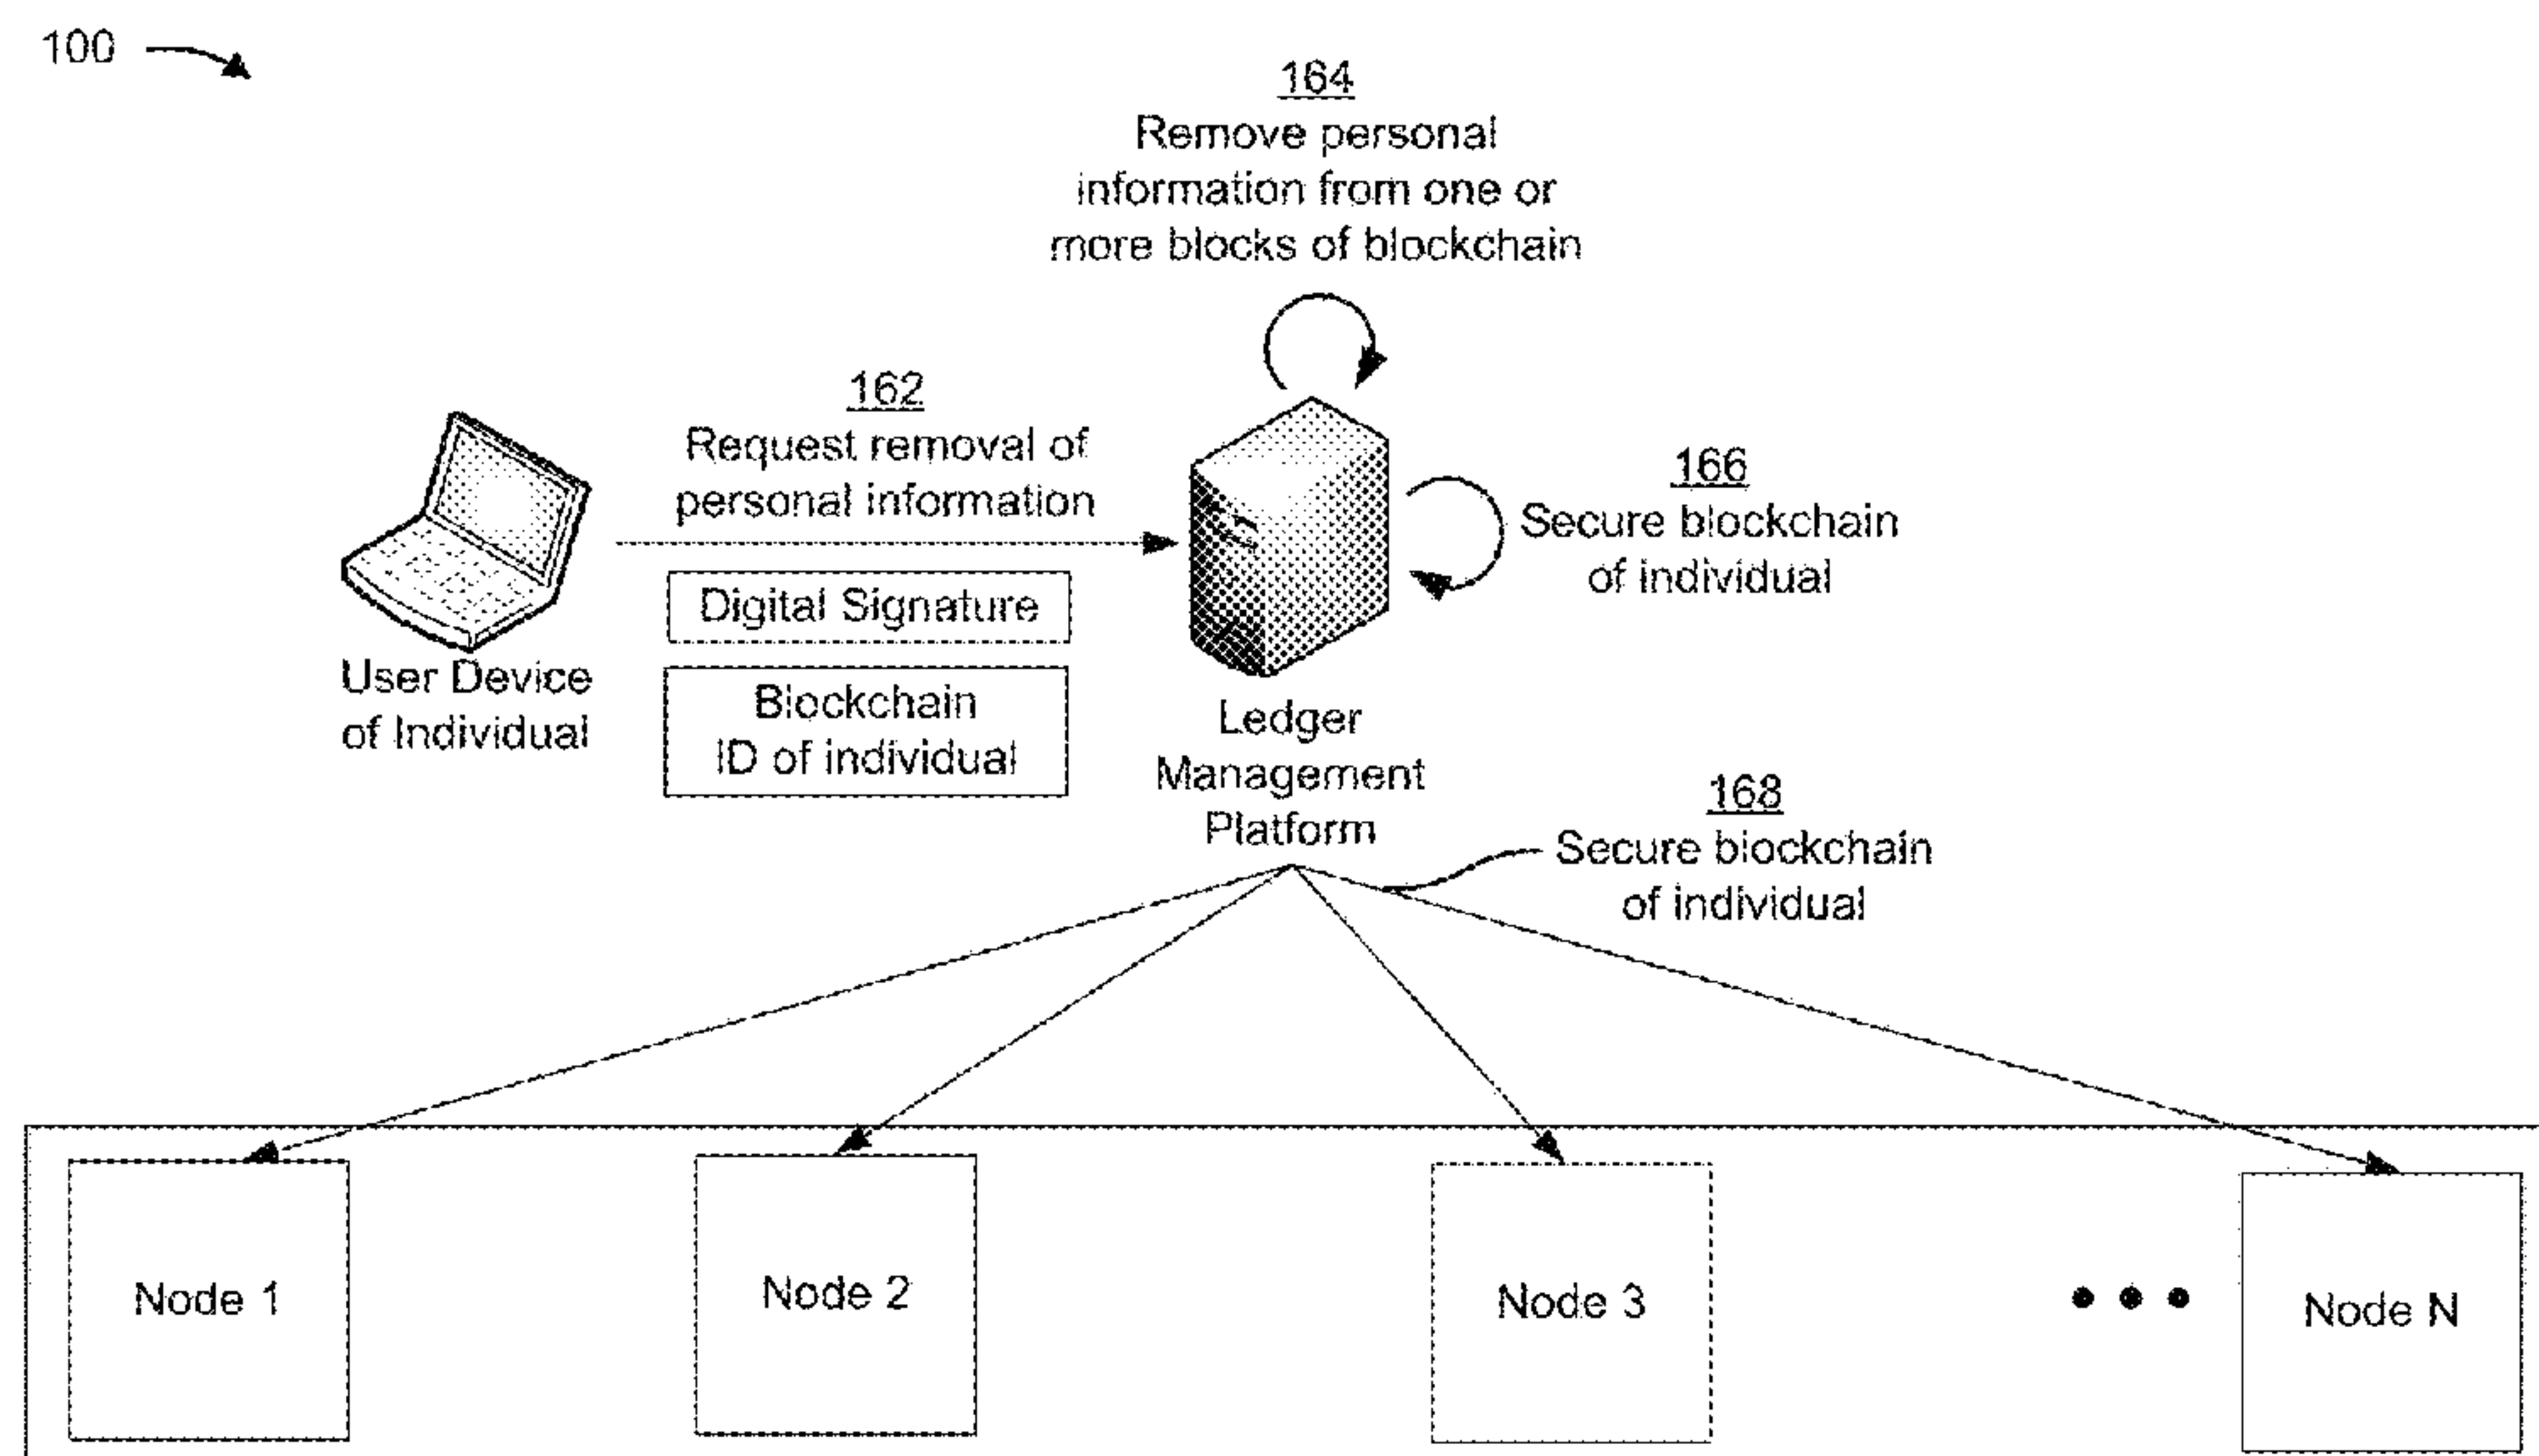 100
164
Remove personal
information from one or
more blocks of blockchain
162
Request removal of
personal information
Digital Signature
Blockchain
ID of individual
User Device
of Individual
166
Secure blockchain
of individual
Ledger
Management
Platform
168
Secure blockchain
of individual
Node 1
Node 2
Node 3
Node N